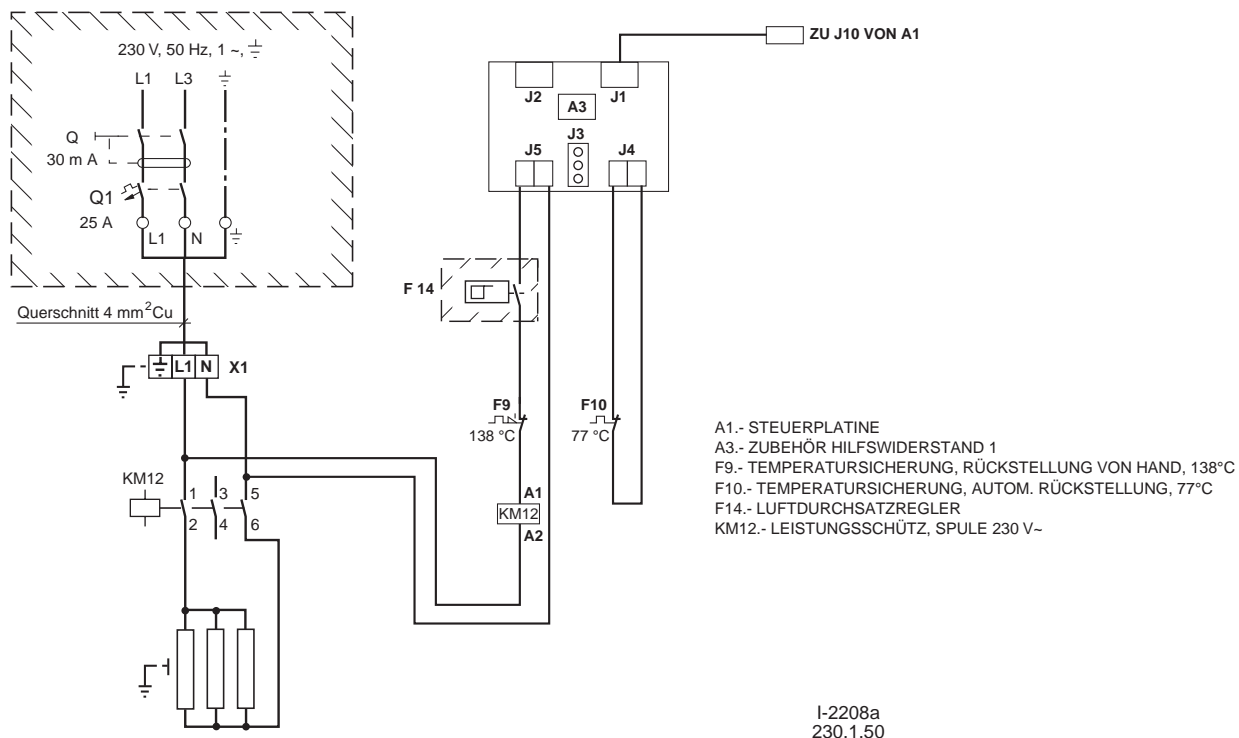 230 V, 50 Hz, 1 ~,
L1 L3
Q
30 m A
Q1
25 A
L1 N
Querschnitt 4 mm²Cu
L1 N X1
KM12
1 3 5
2 4 6
ZU J10 VON A1
J2 J1
A3
J3
J5 J4
F 14
F9
138 °C
F10
77 °C
A1
KM12
A2
A1.- STEUERPLATINE
A3.- ZUBEHÖR HILFSWIDERSTAND 1
F9.- TEMPERATURSICHERUNG, RÜCKSTELLUNG VON HAND, 138°C
F10.- TEMPERATURSICHERUNG, AUTOM. RÜCKSTELLUNG, 77°C
F14.- LUFTDURCHSATZREGLER
KM12.- LEISTUNGSSCHÜTZ, SPULE 230 V~
I-2208a
230.1.50